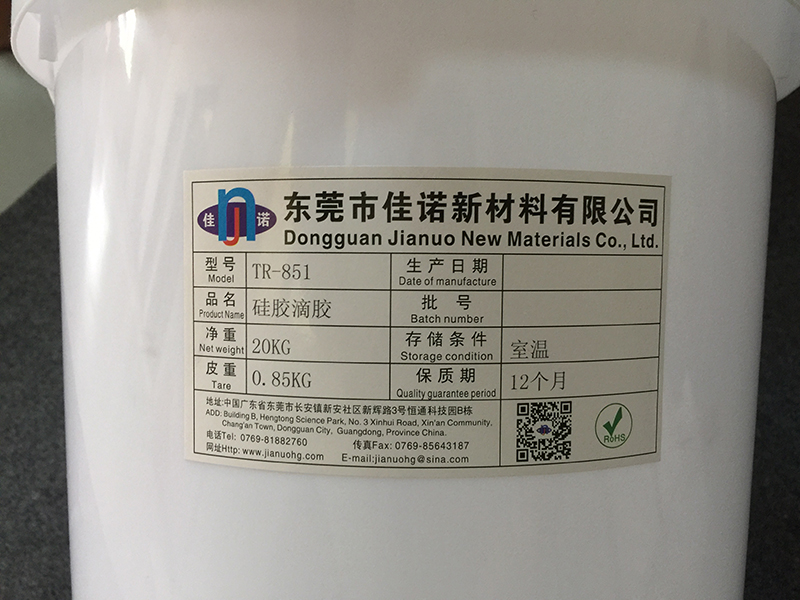 佳 nj 诺
东莞市佳诺新材料有限公司
Dongguan Jianuo New Materials Co., Ltd.
型号 TR-851 生产日期
Model Date of manufacture
品名 硅胶滴胶 批号
Product Name Batch number
净重 20KG 存储条件 室温
Net weight Storage condition
皮重 0.85KG 保质期 12个月
Tare Quality guarantee period
地址:中国广东省东莞市长安镇新安社区新辉路3号恒通科技园B栋
ADD: Building B, Hengtong Science Park, No. 3 Xinhui Road, Xin'an Community,
Chang'an Town, Dongguan City, Guangdong, Province China.
电话Tel: 0769-81882760 传真Fax: 0769-85643187
网址Http: www.jianuohg.com E-mail:jianuohg@sina.com
RoHS